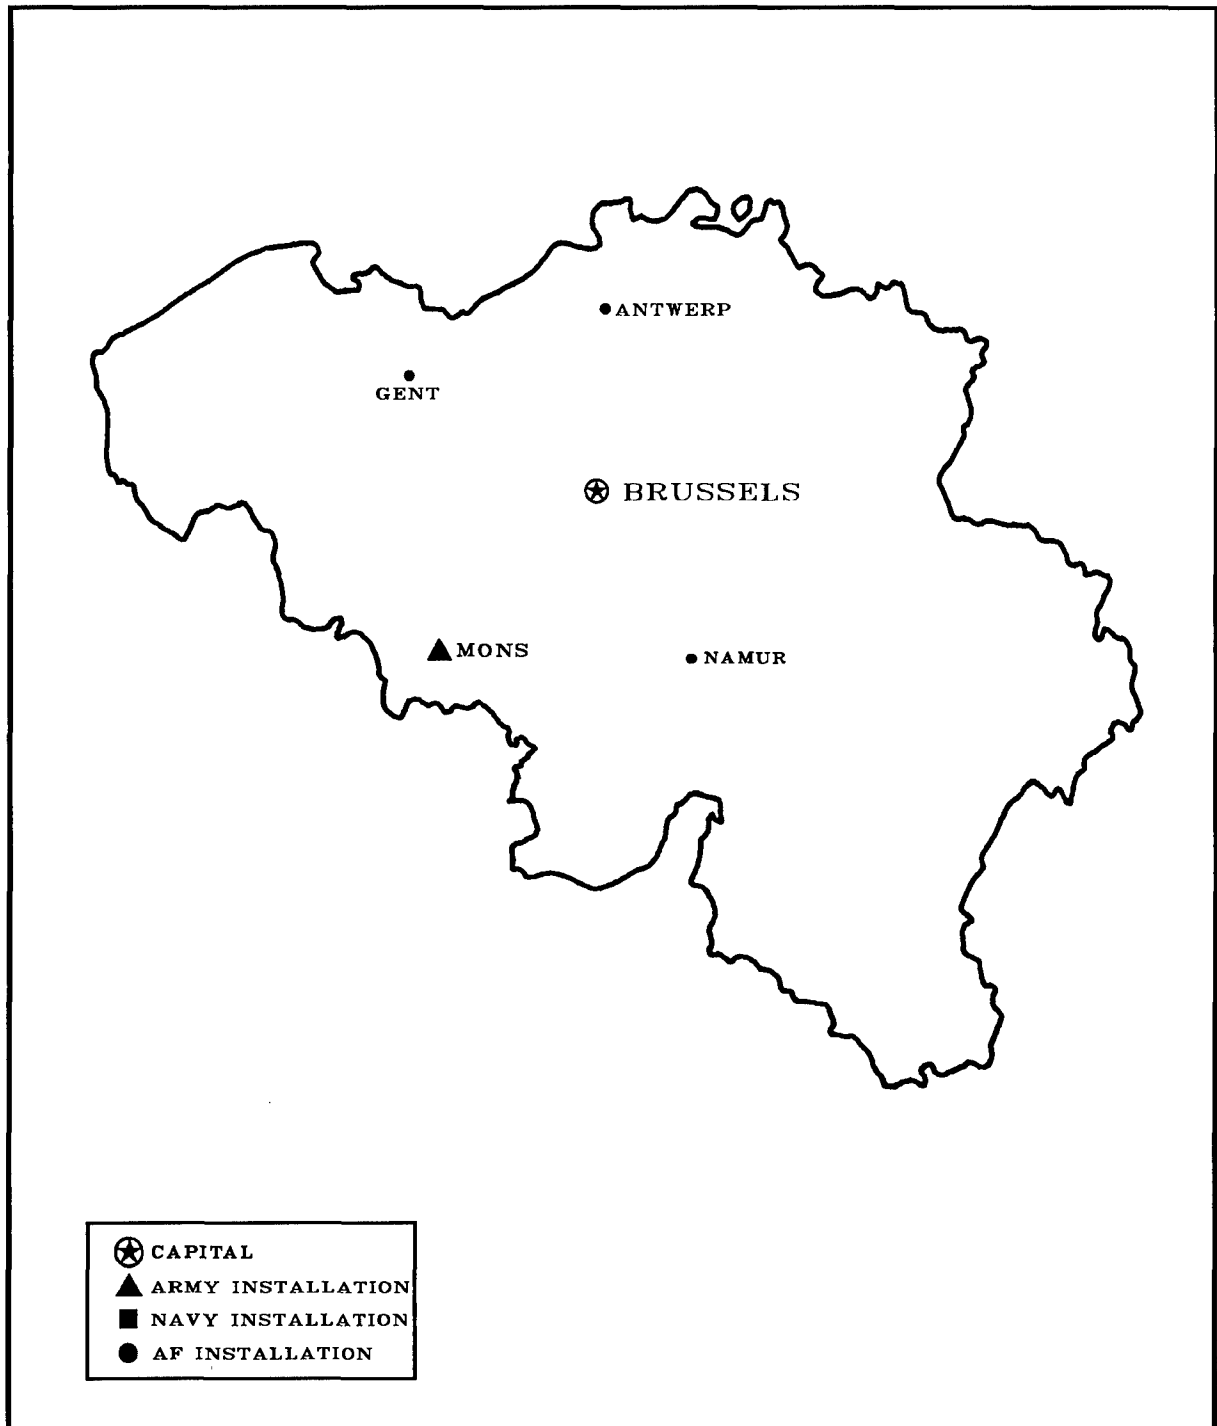 ANTWERP
GENT
BRUSSELS
MONS
NAMUR
CAPITAL
ARMY INSTALLATION
NAVY INSTALLATION
AF INSTALLATION